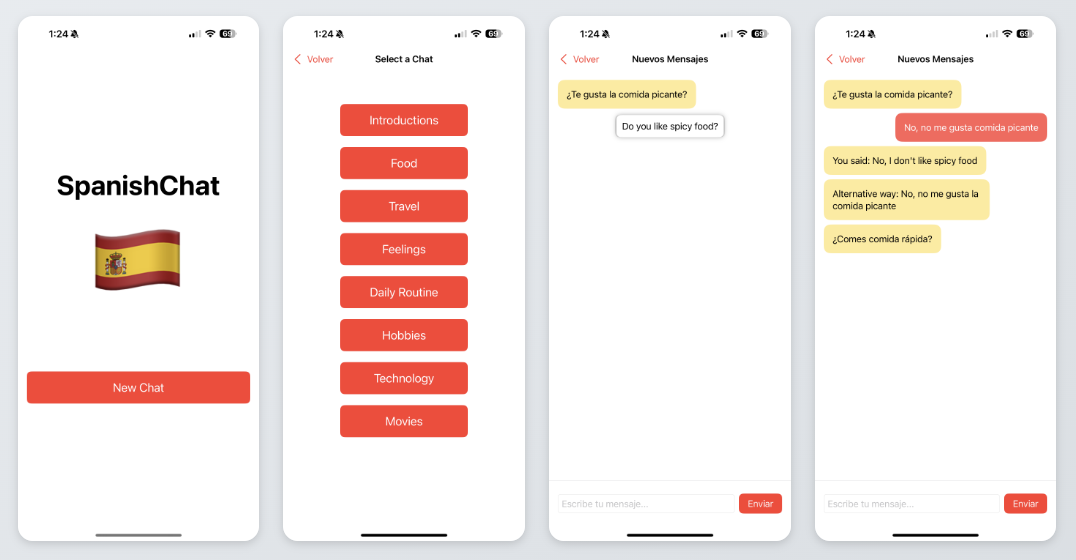 1:24
69
SpanishChat
New Chat
1:24
69
Volver
Select a Chat
Introductions
Food
Travel
Feelings
Daily Routine
Hobbies
Technology
Movies
1:24
69
Volver
Nuevos Mensajes
¿Te gusta la comida picante?
Do you like spicy food?
Escribe tu mensaje...
Enviar
1:24
69
Volver
Nuevos Mensajes
¿Te gusta la comida picante?
No, no me gusta comida picante
You said: No, I don't like spicy food
Alternative way: No, no me gusta la
comida picante
¿Comes comida rápida?
Escribe tu mensaje...
Enviar